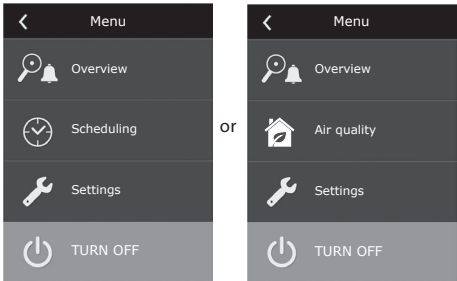 Menu
Overview
Scheduling
Settings
TURN OFF
or
Menu
Overview
Air quality
Settings
TURN OFF